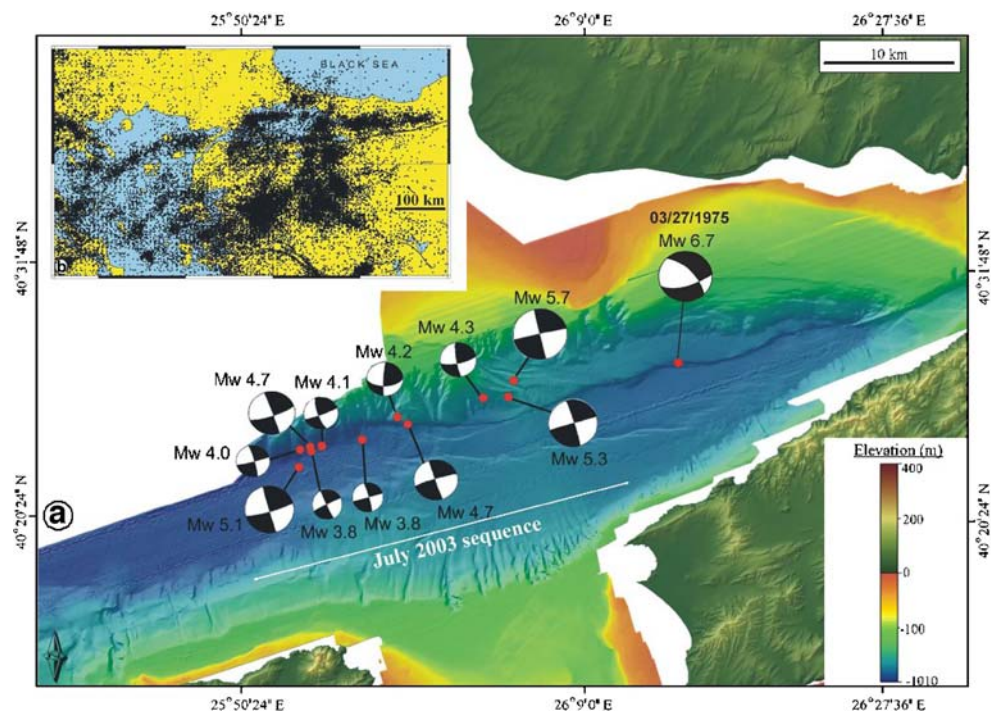 25°50'24" E
26°9'0" E
26°27'36" E
BLACK SEA
100 km
b
10 km
40°31'48" N
40°31'48" N
03/27/1975
Mw 6.7
Mw 5.7
Mw 4.3
Mw 4.2
Mw 4.7
Mw 4.1
Mw 4.0
Mw 5.3
Mw 5.1
Mw 3.8
Mw 3.8
Mw 4.7
July 2003 sequence
a
40°20'24" N
40°20'24" N
Elevation (m)
400
200
0
-100
-1010
25°50'24" E
26°9'0" E
26°27'36" E